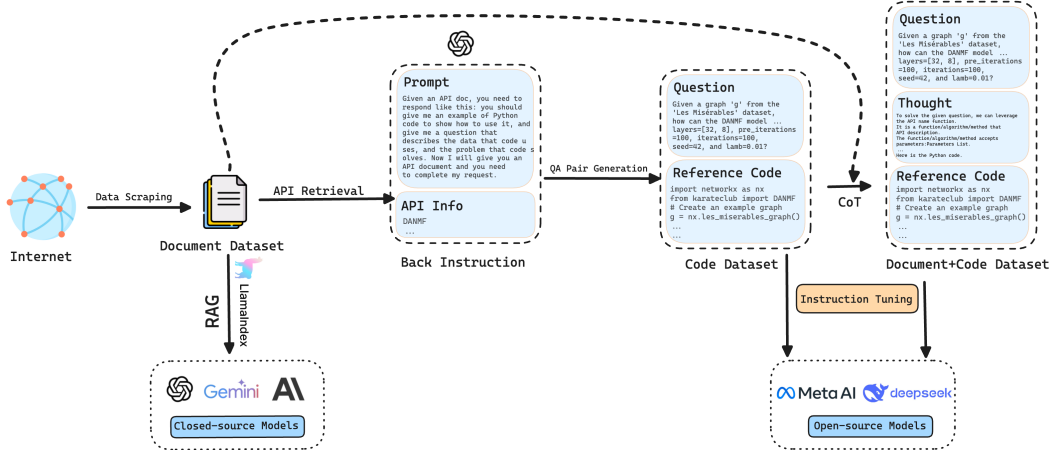 Internet
Data Scraping
Document Dataset
API Retrieval
RAG
LlamaIndex
Gemini
AI
Closed-source Models
Prompt
Given an API doc, you need to
respond like this: you should
give me an example of Python
code to show how to use it, and
give me a question that
describes the data that code u
ses, and the problem that code s
olves. Now I will give you an
API document and you need
to complete my request.
API Info
DANMF
...
Back Instruction
QA Pair Generation
Question
Given a graph 'g' from the
'Les Misérables' dataset,
how can the DANMF model ...
layers=[32, 8], pre_iterations
=100, iterations=100,
seed=42, and lamb=0.01?
Reference Code
import networkx as nx
from karateclub import DANMF
# Create an example graph
g = nx.les_miserables_graph()
...
...
Code Dataset
CoT
Question
Given a graph 'g' from the
'Les Misérables' dataset,
how can the DANMF model ...
layers=[32, 8], pre_iterations
=100, iterations=100,
seed=42, and lamb=0.01?
Thought
To solve the given question, we can leverage
the API name function.
It is a function/algorithm/method that
API description.
The function/algorithm/method accepts
parameters:Parameters List.
...
Here is the Python code.
Reference Code
import networkx as nx
from karateclub import DANMF
# Create an example graph
g = nx.les_miserables_graph()
...
...
Document+Code Dataset
Instruction Tuning
Meta AI
deepseek
Open-source Models